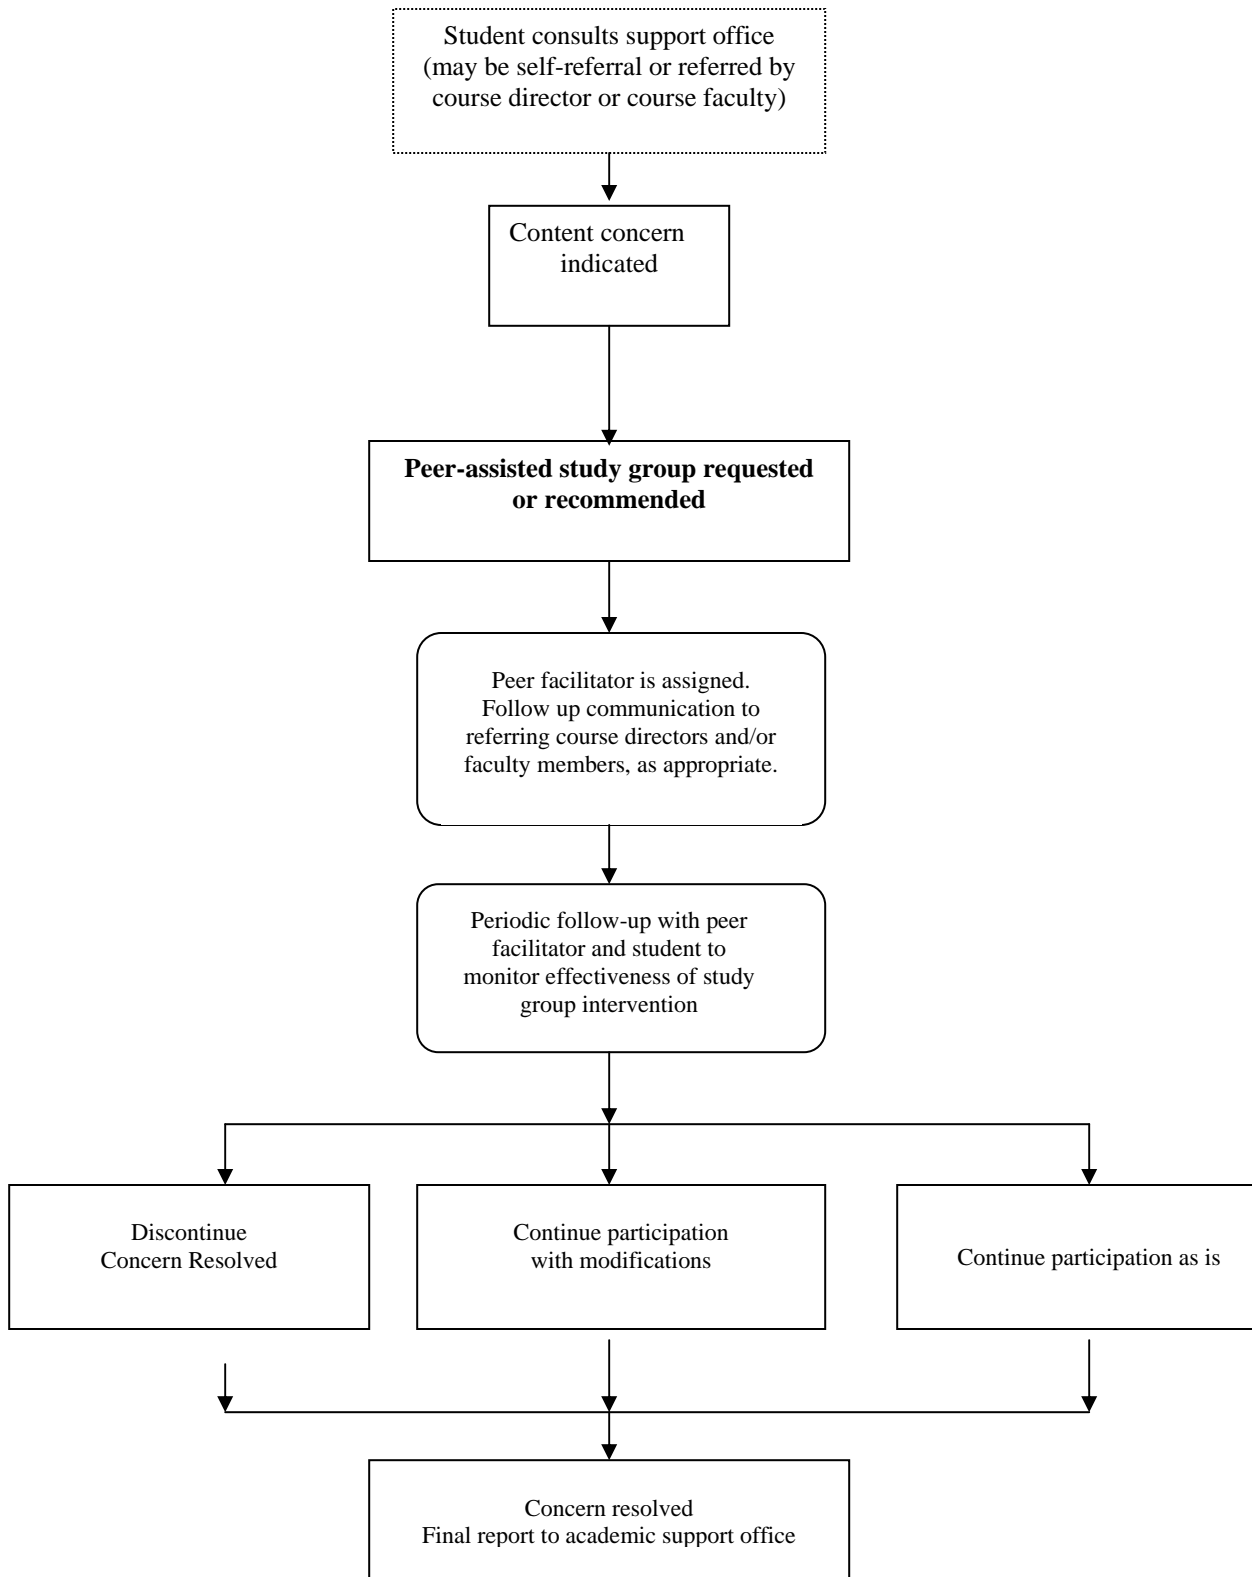 Student consults support office
(may be self-referral or referred by
course director or course faculty)
Content concern
indicated
Peer-assisted study group requested
or recommended
Peer facilitator is assigned.
Follow up communication to
referring course directors and/or
faculty members, as appropriate.
Periodic follow-up with peer
facilitator and student to
monitor effectiveness of study
group intervention
Discontinue
Concern Resolved
Continue participation
with modifications
Continue participation as is
Concern resolved
Final report to academic support office